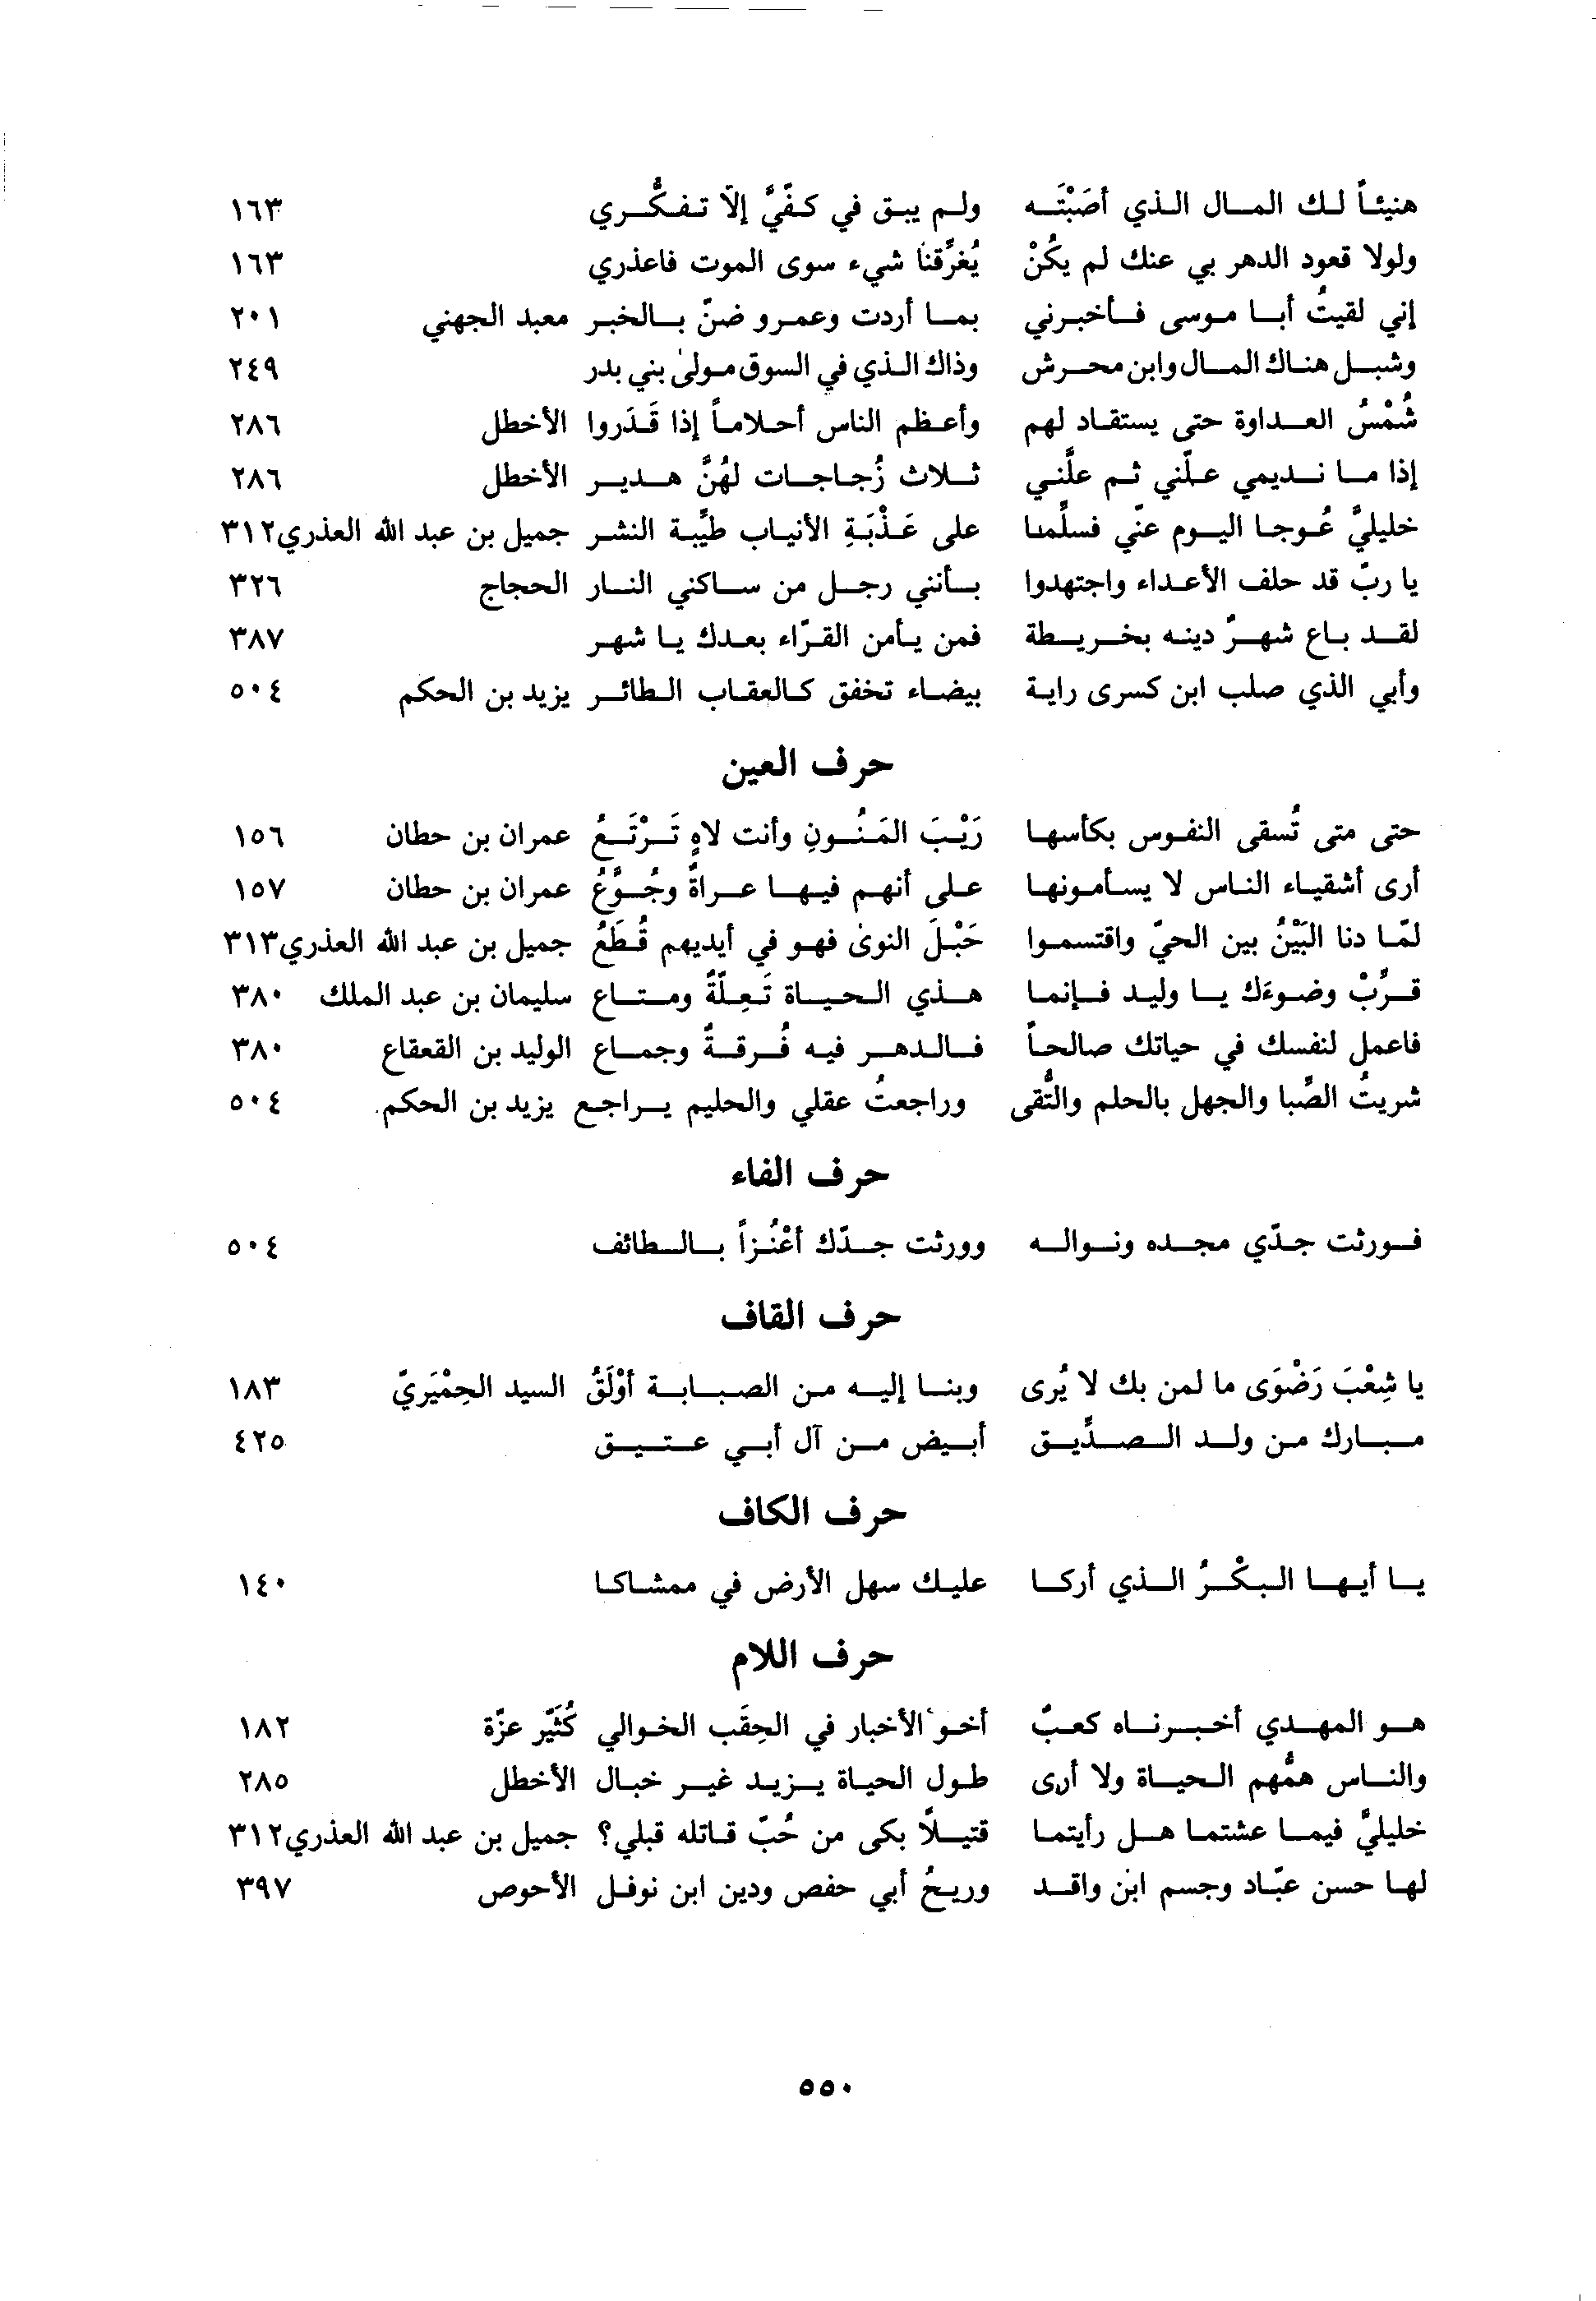 هنيئاً لك المال الذي أصَبْتَه ولم يبق في كفّيَّ إلاّ تفكُّري ١٦٣
ولولا قعود الدهر بي عنك لم يكُنْ يُغرِّقنا شيء سوى الموت فاعذري ١٦٣
إني لقيتُ أبا موسى فأخبرني بما أردت وعمرو ضنّ بالخبر معبد الجهني ٢٠١
وشبل هناك المال وابن محرش وذاك الذي في السوق مولىٰ بني بدر ٢٤٩
شُمْسُ العداوة حتى يستقاد لهم وأعظم الناس أحلاماً إذا قَدَروا الأخطل ٢٨٦
إذا ما نديمي علّني ثم علَّني ثلاث زُجاجات لهُنَّ هدير الأخطل ٢٨٦
خليليَّ عُوجا اليوم عنّي فسلِّما على عَذْبَةِ الأنياب طيِّبة النشر جميل بن عبد الله العذري ٣١٢
يا ربّ قد حلف الأعداء واجتهدوا بأنني رجل من ساكني النار الحجاج ٣٢٦
لقد باع شهرٌ دينه بخريطة فمن يأمن القرّاء بعدك يا شهر ٣٨٧
وأبي الذي صلب ابن كسرى راية بيضاء تخفق كالعقاب الطائر يزيد بن الحكم ٥٠٤
حرف العين
حتى متى تُسقى النفوس بكأسها رَيْبَ المَنُونِ وأنت لاهٍ تَرْتَعُ عمران بن حطان ١٥٦
أرى أشقياء الناس لا يسأمونها على أنهم فيها عراةٌ وجُوَّعُ عمران بن حطان ١٥٧
لمّا دنا البَيْنُ بين الحيّ واقتسموا حَبْلَ النوىٰ فهو في أيديهم قُطَعُ جميل بن عبد الله العذري ٣١٣
قرِّبْ وضوءَك يا وليد فإنما هذي الحياة تَعِلّةٌ ومتاع سليمان بن عبد الملك ٣٨٠
فاعمل لنفسك في حياتك صالحاً فالدهر فيه فُرقةٌ وجماع الوليد بن القعقاع ٣٨٠
شريتُ الصِّبا والجهل بالحلم والتُّقى وراجعتُ عقلي والحليم يراجع يزيد بن الحكم ٥٠٤
حرف الفاء
فورثت جدّي مجده ونواله وورثت جدّك أعْنُزاً بالطائف ٥٠٤
حرف القاف
يا شِعْبَ رَضْوَى ما لمن بك لا يُرى وبنا إليه من الصبابة أوْلَقُ السيد الحِمْيَريّ ١٨٣
مبارك من ولد الصدِّيق أبيض من آل أبي عتيق ٤٢٥
حرف الكاف
يا أيها البكْرُ الذي أركا عليك سهل الأرض في ممشاكا ١٤٠
حرف اللام
هو المهدي أخبرناه كعبٌ أخو الأخبار في الحِقَب الخوالي كُثيّر عزّة ١٨٢
والناس همُّهم الحياة ولا أرى طول الحياة يزيد غير خبال الأخطل ٢٨٥
خليليَّ فيما عشتما هل رأيتما قتيلاً بكى من حُبّ قاتله قبلي؟ جميل بن عبد الله العذري ٣١٢
لها حسن عبّاد وجسم ابن واقد وريحُ أبي حفص ودين ابن نوفل الأحوص ٣٩٧
٥٥٠